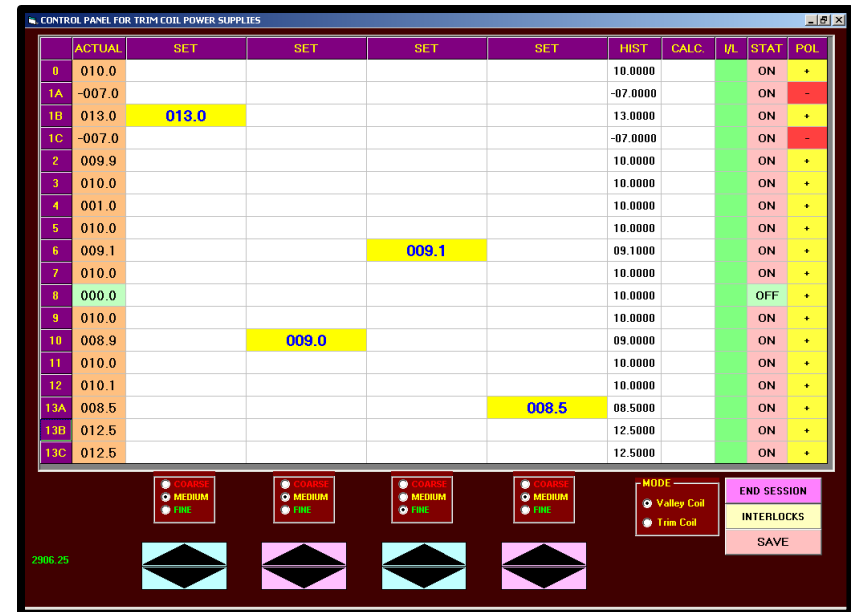 CONTROL PANEL FOR TRIM COIL POWER SUPPLIES
ACTUAL SET SET SET SET HIST CALC. I/L STAT POL
0 010.0 10.0000 ON +
1A -007.0 -07.0000 ON -
1B 013.0 013.0 13.0000 ON +
1C -007.0 -07.0000 ON -
2 009.9 10.0000 ON +
3 010.0 10.0000 ON +
4 001.0 10.0000 ON +
5 010.0 10.0000 ON +
6 009.1 009.1 09.1000 ON +
7 010.0 10.0000 ON +
8 000.0 10.0000 OFF +
9 010.0 10.0000 ON +
10 008.9 009.0 09.0000 ON +
11 010.0 10.0000 ON +
12 010.1 10.0000 ON +
13A 008.5 008.5 08.5000 ON +
13B 012.5 12.5000 ON +
13C 012.5 12.5000 ON +
COARSE COARSE COARSE COARSE MODE
MEDIUM MEDIUM MEDIUM MEDIUM Valley Coil END SESSION
FINE FINE FINE FINE Trim Coil INTERLOCKS
SAVE
2906.25